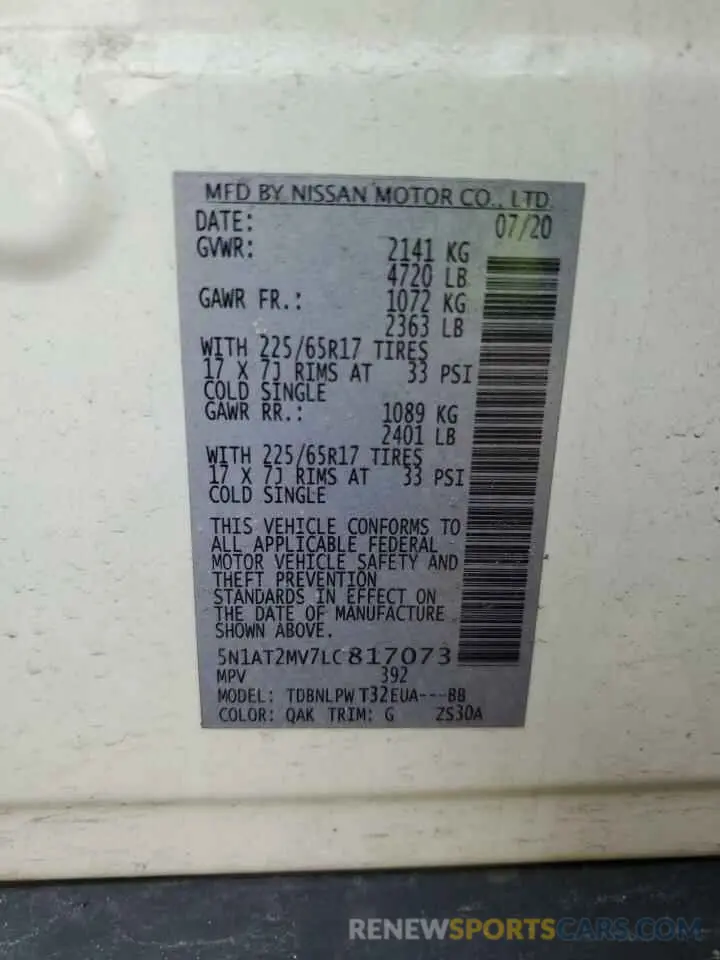 MFD BY NISSAN MOTOR CO., LTD.
DATE: 07/20
GVWR: 2141 KG
4720 LB
GAWR FR.: 1072 KG
2363 LB
WITH 225/65R17 TIRES
17 X 7J RIMS AT 33 PSI
COLD SINGLE
GAWR RR.: 1089 KG
2401 LB
WITH 225/65R17 TIRES
17 X 7J RIMS AT 33 PSI
COLD SINGLE
THIS VEHICLE CONFORMS TO
ALL APPLICABLE FEDERAL
MOTOR VEHICLE SAFETY AND
THEFT PREVENTION
STANDARDS IN EFFECT ON
THE DATE OF MANUFACTURE
SHOWN ABOVE.
5N1AT2MV7LC817073
MPV 392
MODEL: TDBNLPW T32EUA---BB
COLOR: QAK TRIM: G ZS30A
RENEWSPORTSCARS.COM